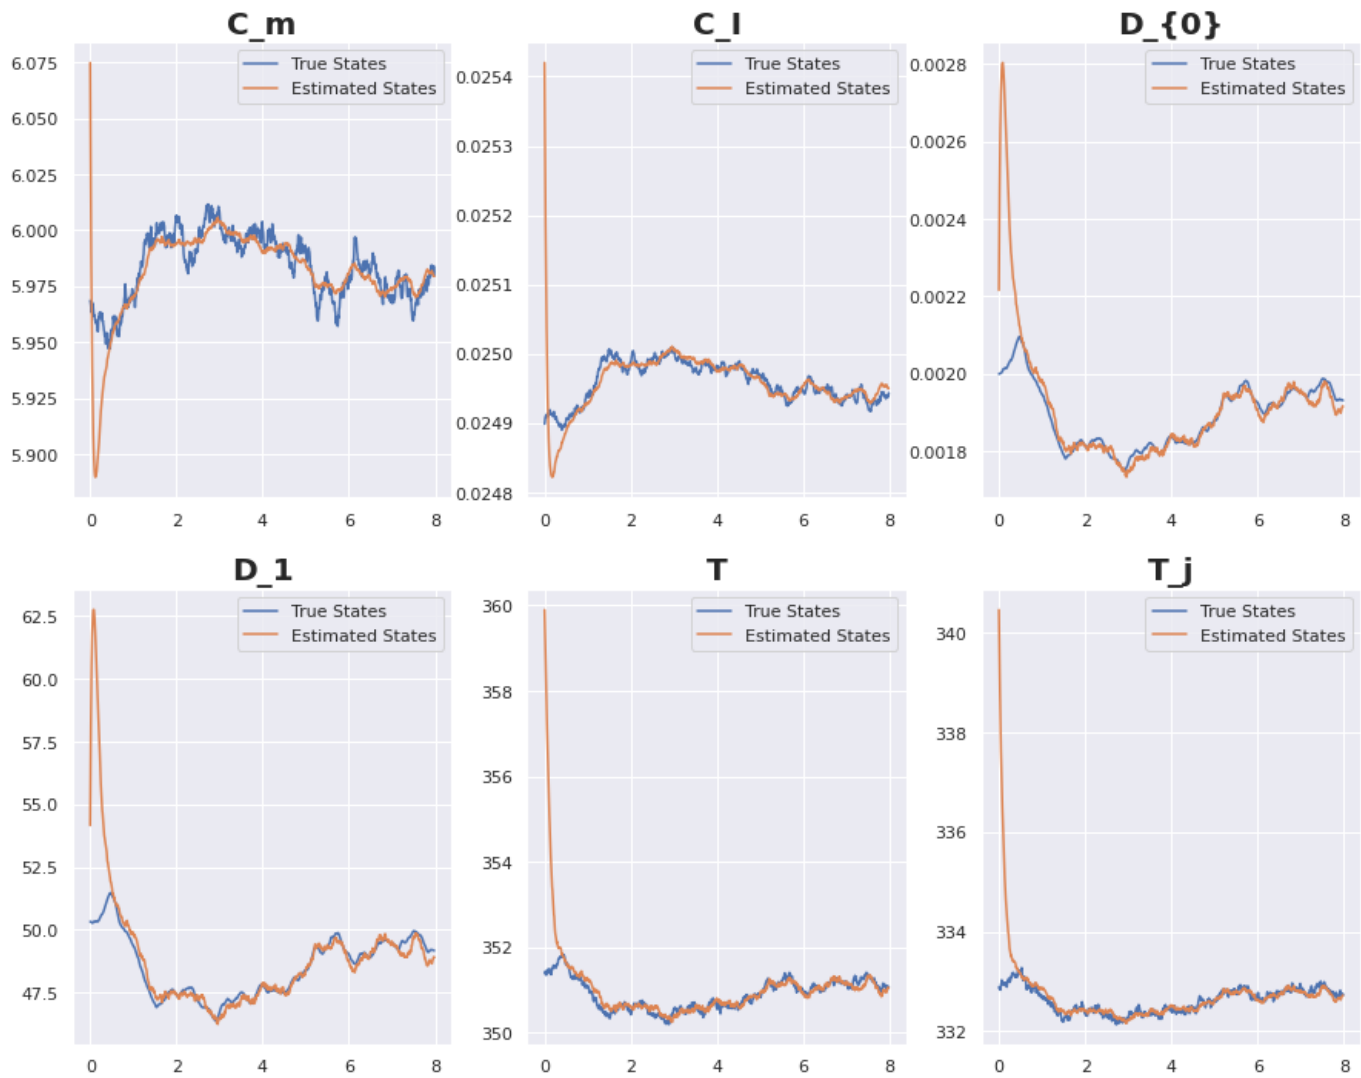 C_m
6.075
6.050
6.025
6.000
5.975
5.950
5.925
5.900
0 2 4 6 8
True States
Estimated States
C_I
0.0254
0.0253
0.0252
0.0251
0.0250
0.0249
0.0248
0 2 4 6 8
True States
Estimated States
D_{0}
0.0028
0.0026
0.0024
0.0022
0.0020
0.0018
0 2 4 6 8
True States
Estimated States
D_1
62.5
60.0
57.5
55.0
52.5
50.0
47.5
0 2 4 6 8
True States
Estimated States
T
360
358
356
354
352
350
0 2 4 6 8
True States
Estimated States
T_j
340
338
336
334
332
0 2 4 6 8
True States
Estimated States